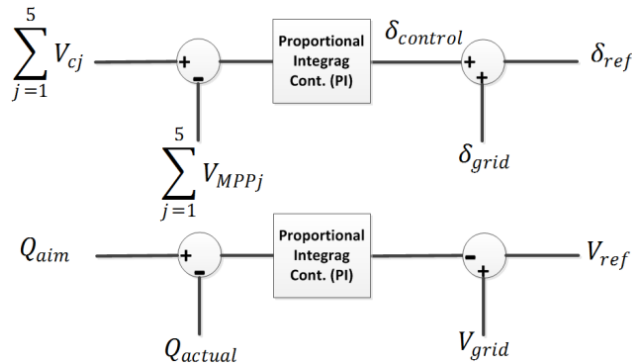 5
∑ V_cj
j=1
+
-
Proportional
Integrag
Cont. (PI)
δ_control
+
+
δ_ref
5
∑ V_MPPj
j=1
δ_grid
Q_aim
+
-
Proportional
Integrag
Cont. (PI)
-
+
V_ref
Q_actual
V_grid